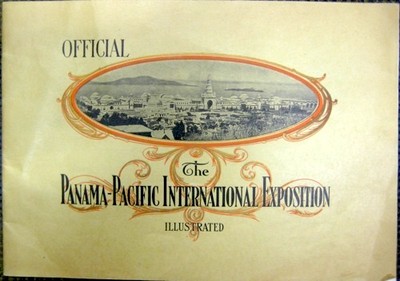 OFFICIAL
The
PANAMA-PACIFIC INTERNATIONAL EXPOSITION
ILLUSTRATED